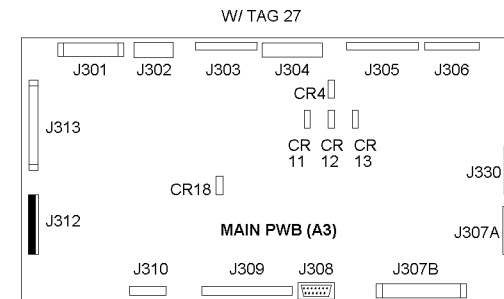 W/ TAG 27
J301 J302 J303 J304 J305 J306
CR4
J313
CR 11 CR 12 CR 13
J330
CR18
J312
MAIN PWB (A3)
J307A
J310 J309 J308 J307B